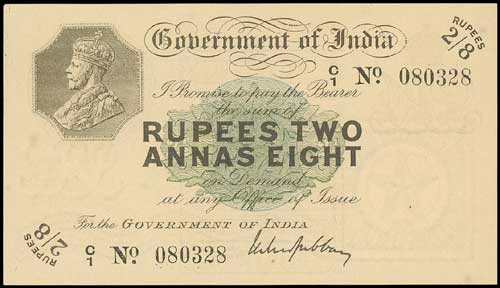 Government of India
RUPEES
2/8
C/1 No. 080328
I Promise to pay the Bearer
the sum of
RUPEES TWO
ANNAS EIGHT
on Demand
at any Office of Issue
For the GOVERNMENT OF INDIA
RUPEES
2/8
C/1 No. 080328